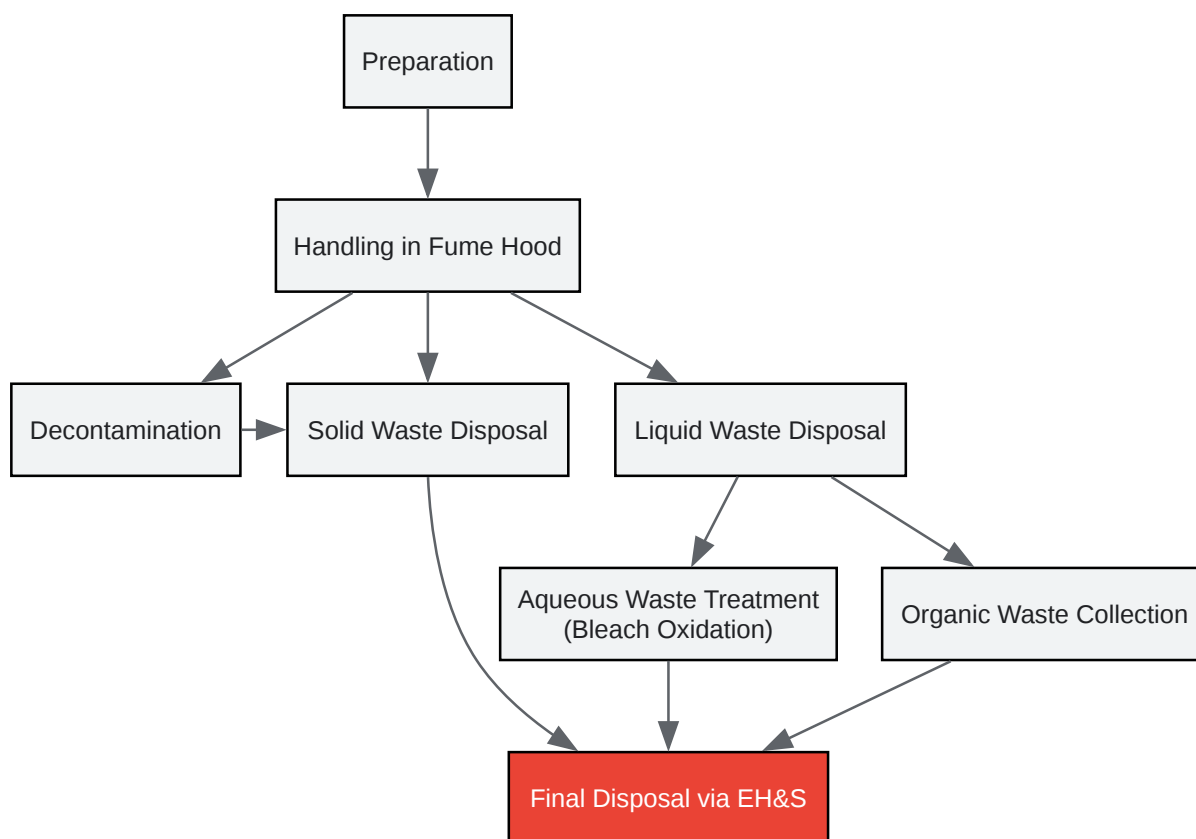 Preparation
Handling in Fume Hood
Decontamination
Solid Waste Disposal
Liquid Waste Disposal
Aqueous Waste Treatment
(Bleach Oxidation)
Organic Waste Collection
Final Disposal via EH&S